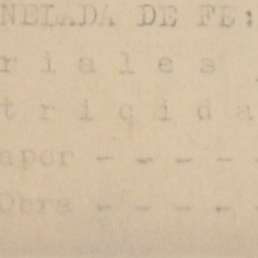 NELADA DE FE:
r i a l e s
t r i c i d a
apor - - - - -
Obra - - - - -